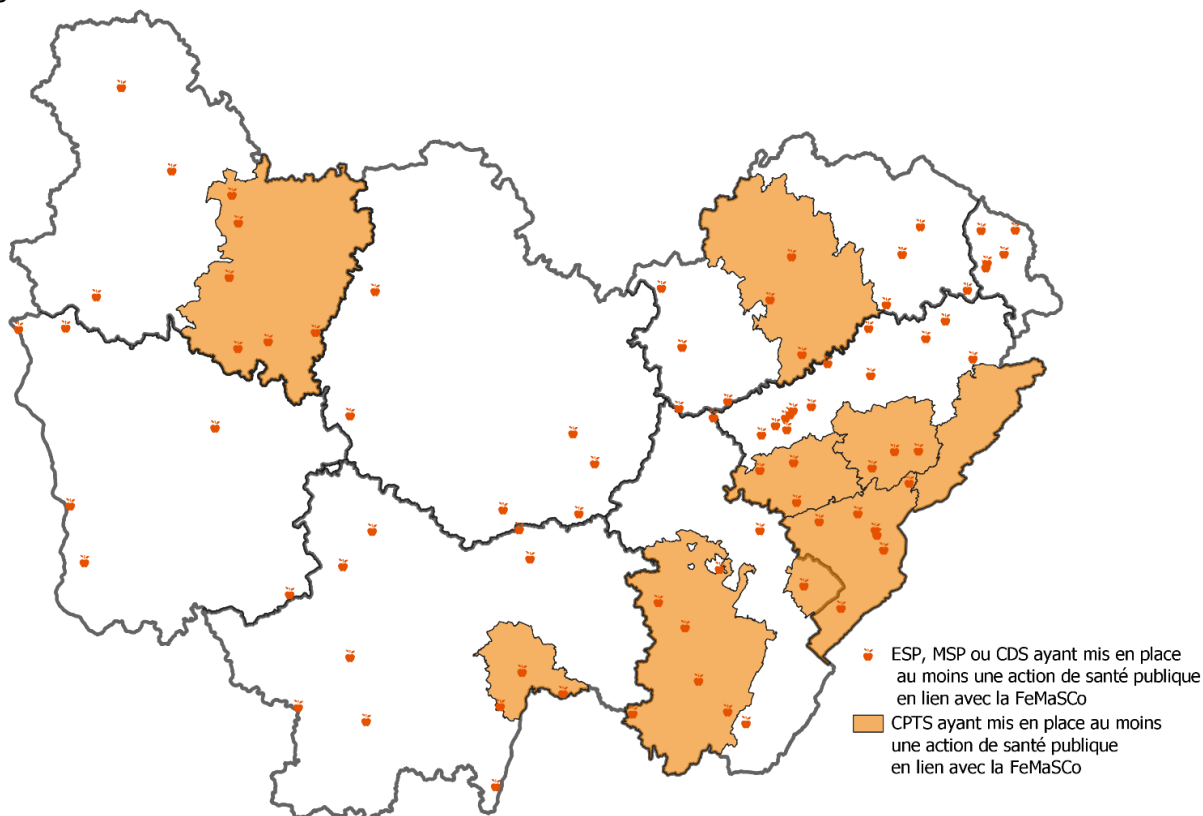 ESP, MSP ou CDS ayant mis en place
au moins une action de santé publique
en lien avec la FeMaSCo
CPTS ayant mis en place au moins
une action de santé publique
en lien avec la FeMaSCo